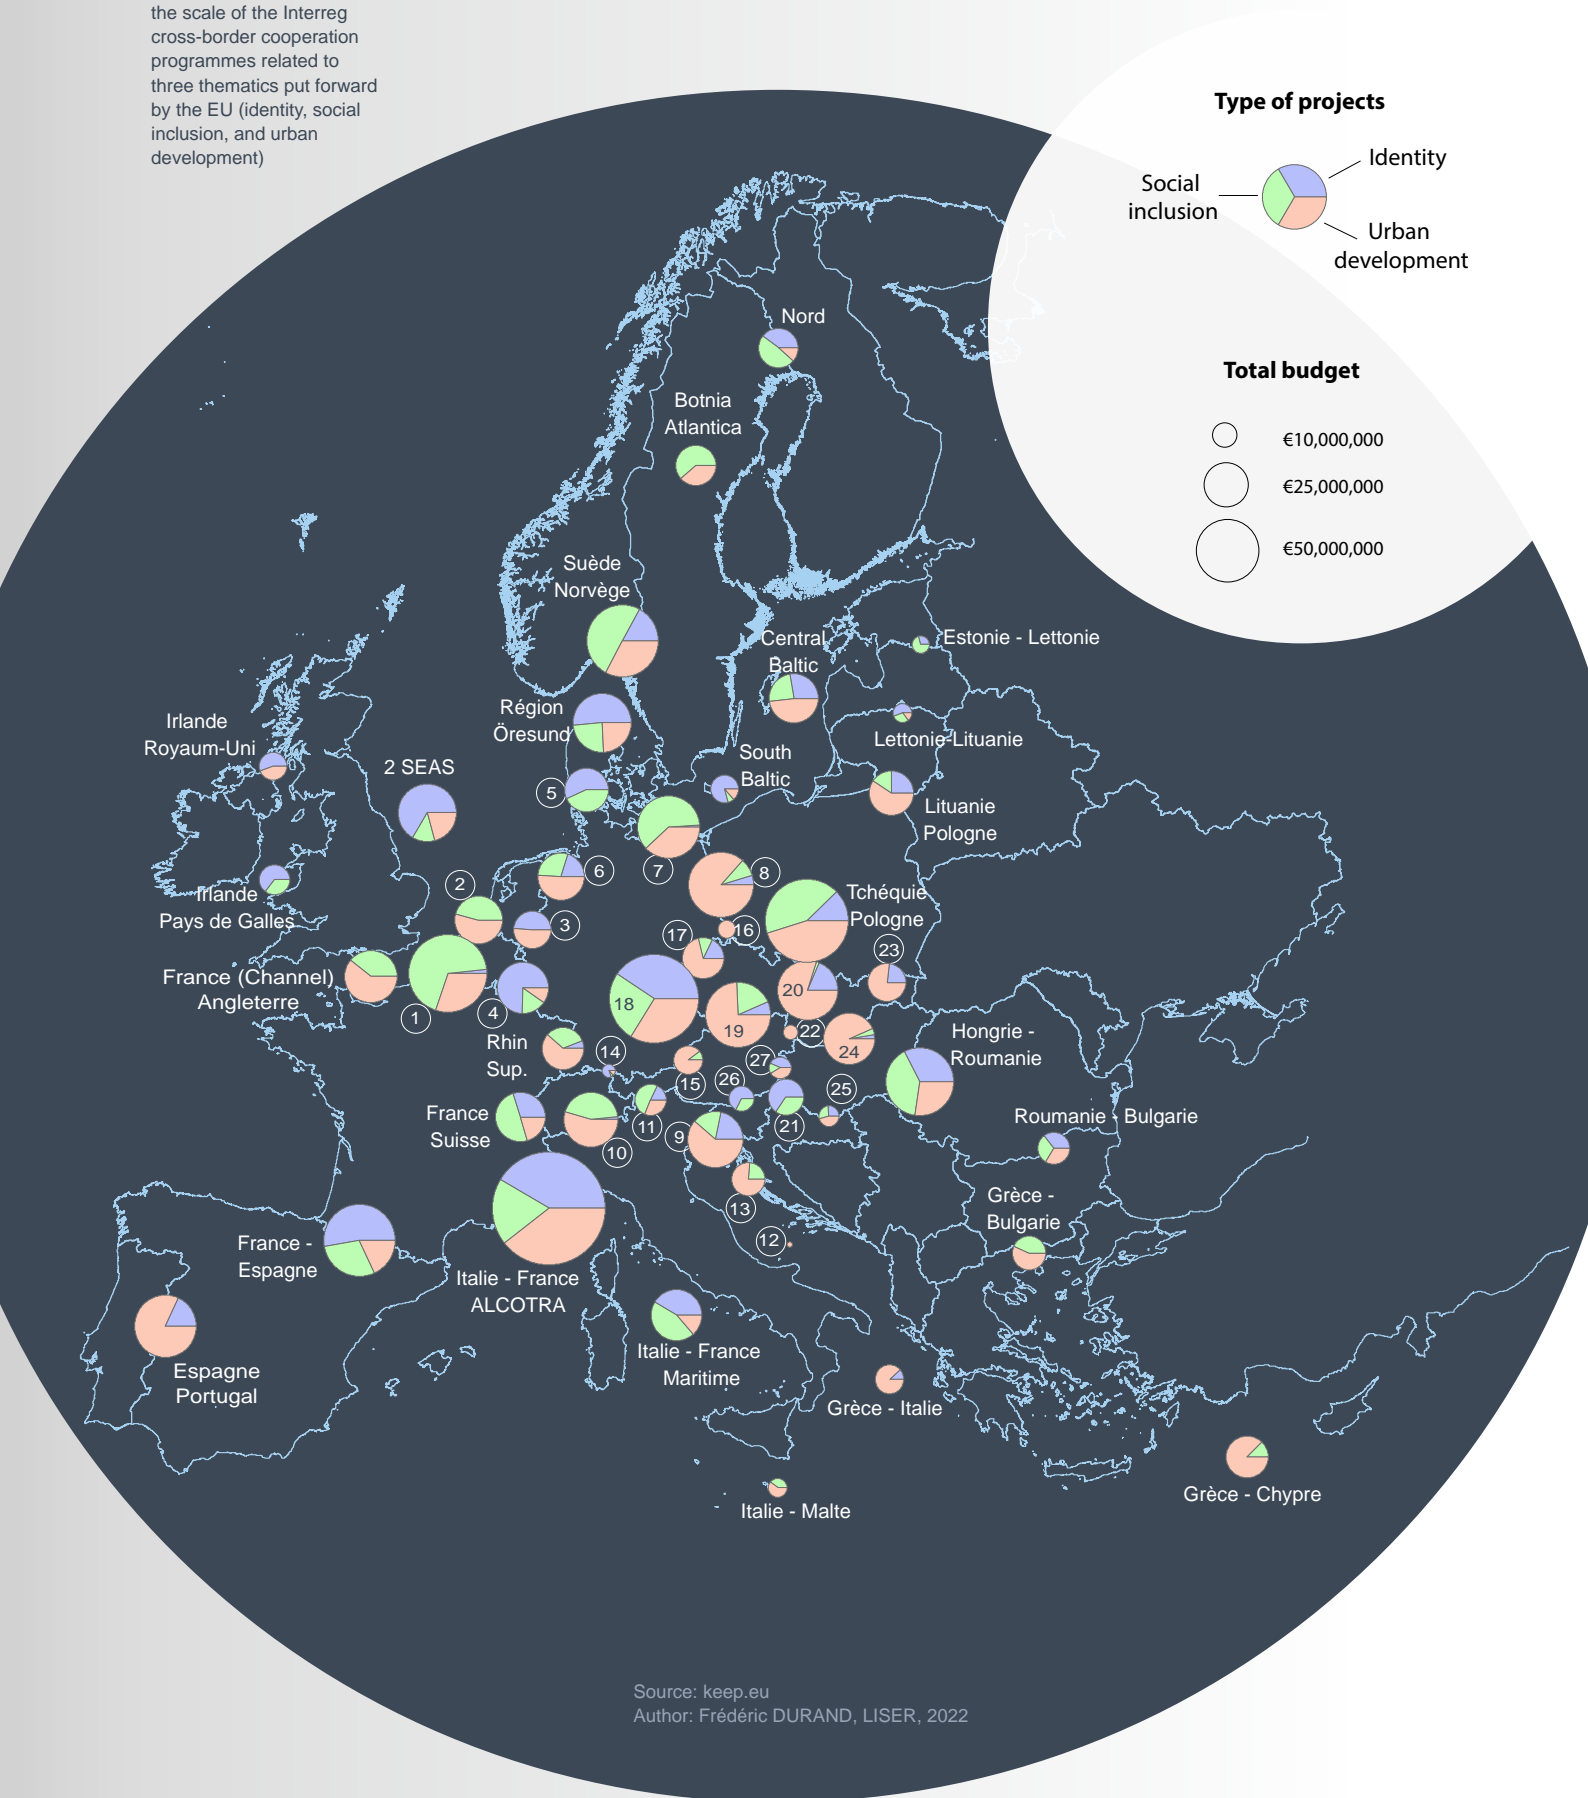 the scale of the Interreg
cross-border cooperation
programmes related to
three thematics put forward
by the EU (identity, social
inclusion, and urban
development)
Type of projects
Identity
Social
inclusion
Urban
development
Total budget
€10,000,000
€25,000,000
€50,000,000
Nord
Botnia
Atlantica
Suède
Norvège
Central
Baltic
Estonie - Lettonie
Région
Öresund
Irlande
Royaum-Uni
2 SEAS
Lettonie-Lituanie
South
Baltic
5
Lituanie
Pologne
7
6
8
2
Irlande
Pays de Galles
Tchéquie
Pologne
3
17
16
23
France (Channel)
Angleterre
1
4
18
19
20
22
24
Hongrie -
Roumanie
Rhin
Sup.
14
15
27
26
25
France
Suisse
10
11
9
21
Roumanie - Bulgarie
13
Grèce -
Bulgarie
12
France -
Espagne
Italie - France
ALCOTRA
Italie - France
Maritime
Espagne
Portugal
Grèce - Italie
Italie - Malte
Grèce - Chypre
Source: keep.eu
Author: Frédéric DURAND, LISER, 2022